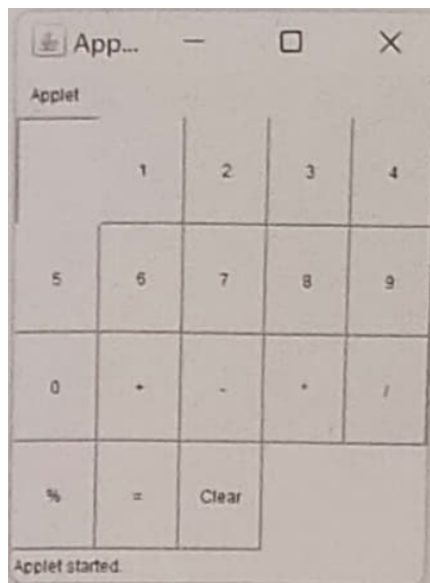 App...
Applet
1 2 3 4
5 6 7 8 9
0 + - * /
% = Clear
Applet started.